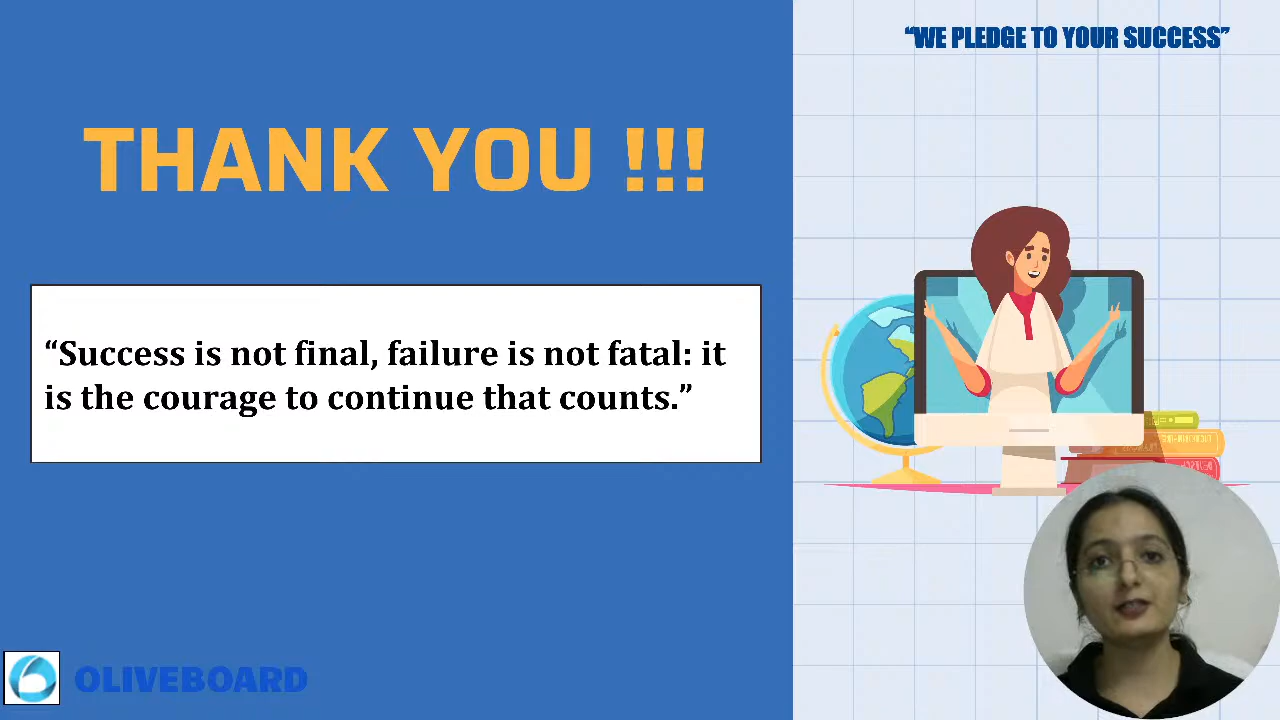 “WE PLEDGE TO YOUR SUCCESS”
THANK YOU !!!
“Success is not final, failure is not fatal: it
is the courage to continue that counts.”
OLIVEBOARD